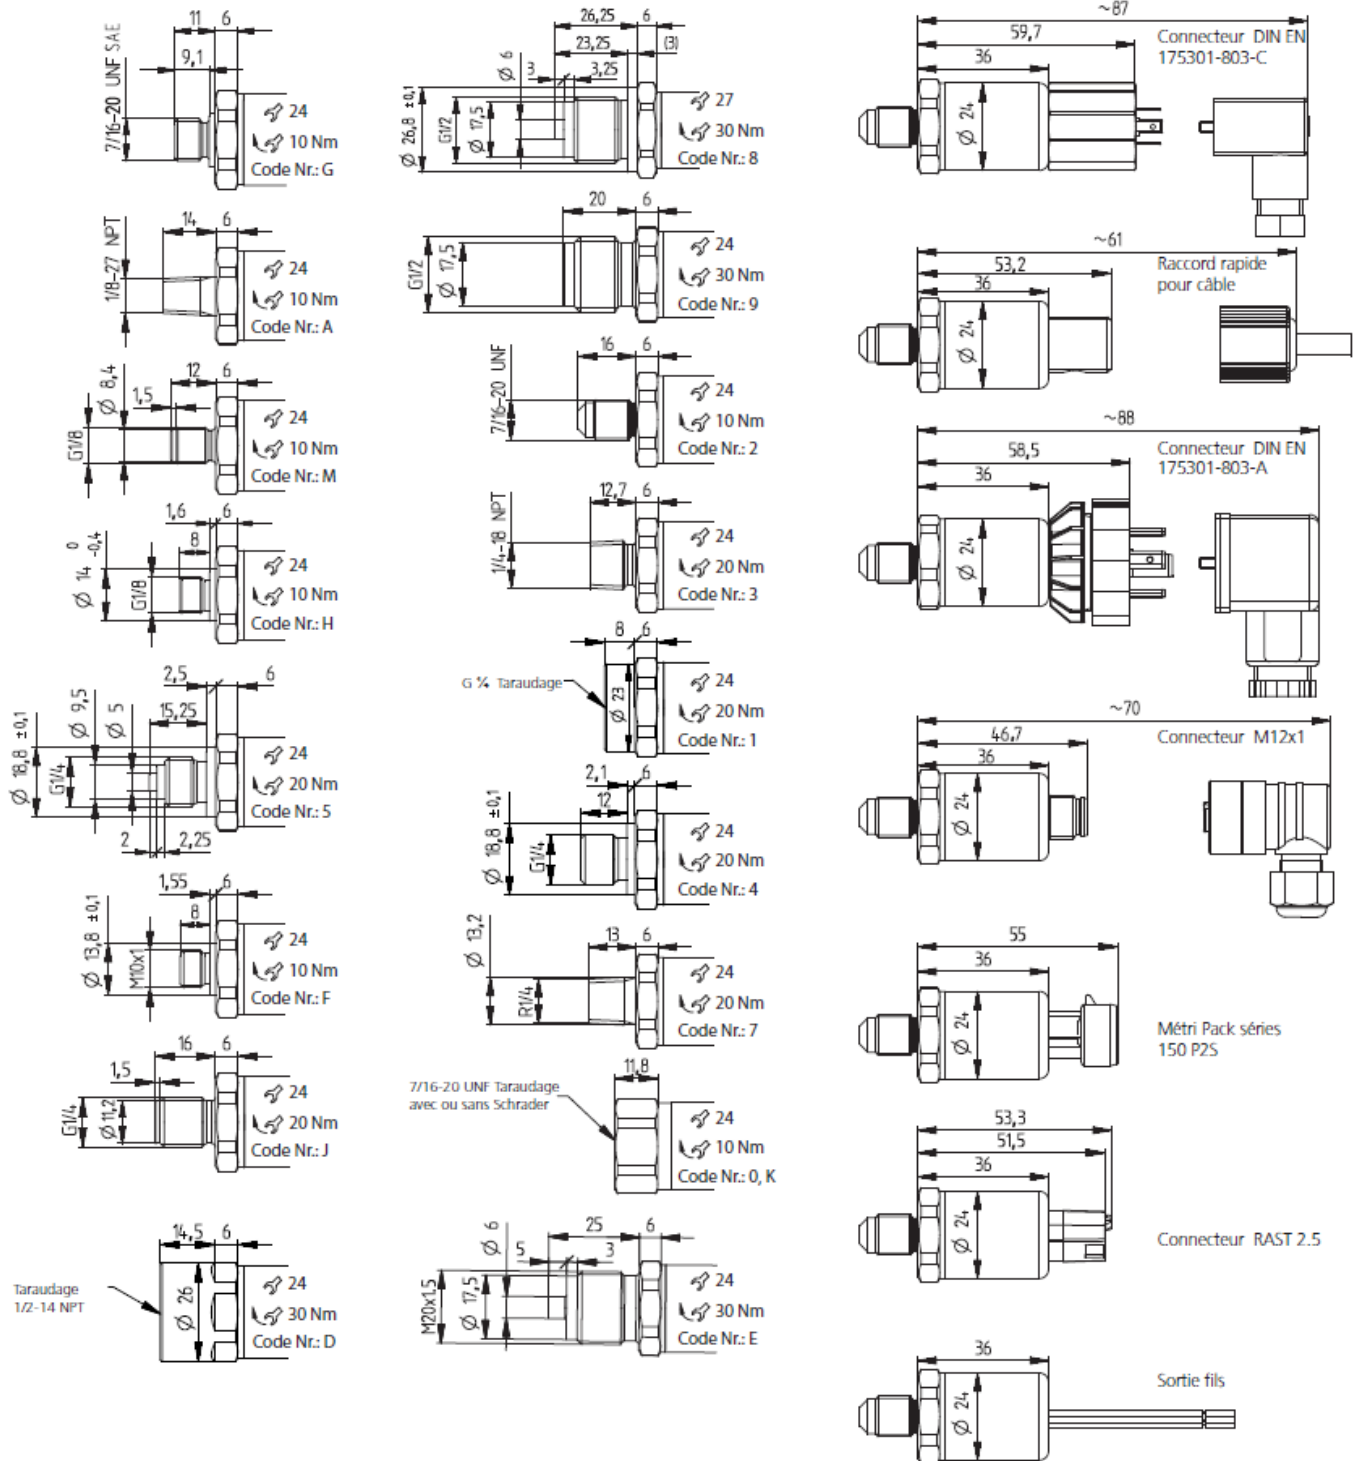 11
6
9,1
7/16-20 UNF SAE
24
10 Nm
Code Nr.: G
14
6
1/8-27 NPT
24
10 Nm
Code Nr.: A
Ø 8,4
12
6
1,5
G1/8
24
10 Nm
Code Nr.: M
1,6
6
8
Ø 14 0 -0,4
G1/8
24
10 Nm
Code Nr.: H
2,5
6
15,25
Ø 9,5
Ø 5
Ø 18,8 ±0,1
G1/4
2
2,25
24
20 Nm
Code Nr.: 5
1,55
6
8
Ø 13,8 ±0,1
M10x1
24
10 Nm
Code Nr.: F
16
6
1,5
G1/4
Ø 11,2
24
20 Nm
Code Nr.: J
14,5
6
Taraudage
1/2-14 NPT
Ø 26
24
30 Nm
Code Nr.: D
26,25
6
23,25
(3)
Ø 6
3
3,25
Ø 26,8 ±0,1
G1/2
Ø 17,5
27
30 Nm
Code Nr.: 8
20
6
G1/2
Ø 17,5
24
30 Nm
Code Nr.: 9
16
6
7/16-20 UNF
24
10 Nm
Code Nr.: 2
12,7
6
1/4-18 NPT
24
20 Nm
Code Nr.: 3
8
6
G ¼ Taraudage
Ø 23
24
20 Nm
Code Nr.: 1
2,1
6
12
Ø 18,8 ±0,1
G1/4
24
20 Nm
Code Nr.: 4
Ø 13,2
13
6
R1/4
24
20 Nm
Code Nr.: 7
11,8
7/16-20 UNF Taraudage
avec ou sans Schrader
24
10 Nm
Code Nr.: 0, K
25
6
Ø 6
5
3
M20x1,5
Ø 17,5
24
30 Nm
Code Nr.: E
~87
59,7
36
Ø 24
Connecteur DIN EN
175301-803-C
~61
53,2
36
Ø 24
Raccord rapide
pour câble
~88
58,5
36
Ø 24
Connecteur DIN EN
175301-803-A
~70
46,7
36
Ø 24
Connecteur M12x1
55
36
Ø 24
Métri Pack séries
150 P2S
53,3
51,5
36
Ø 24
Connecteur RAST 2.5
36
Ø 24
Sortie fils